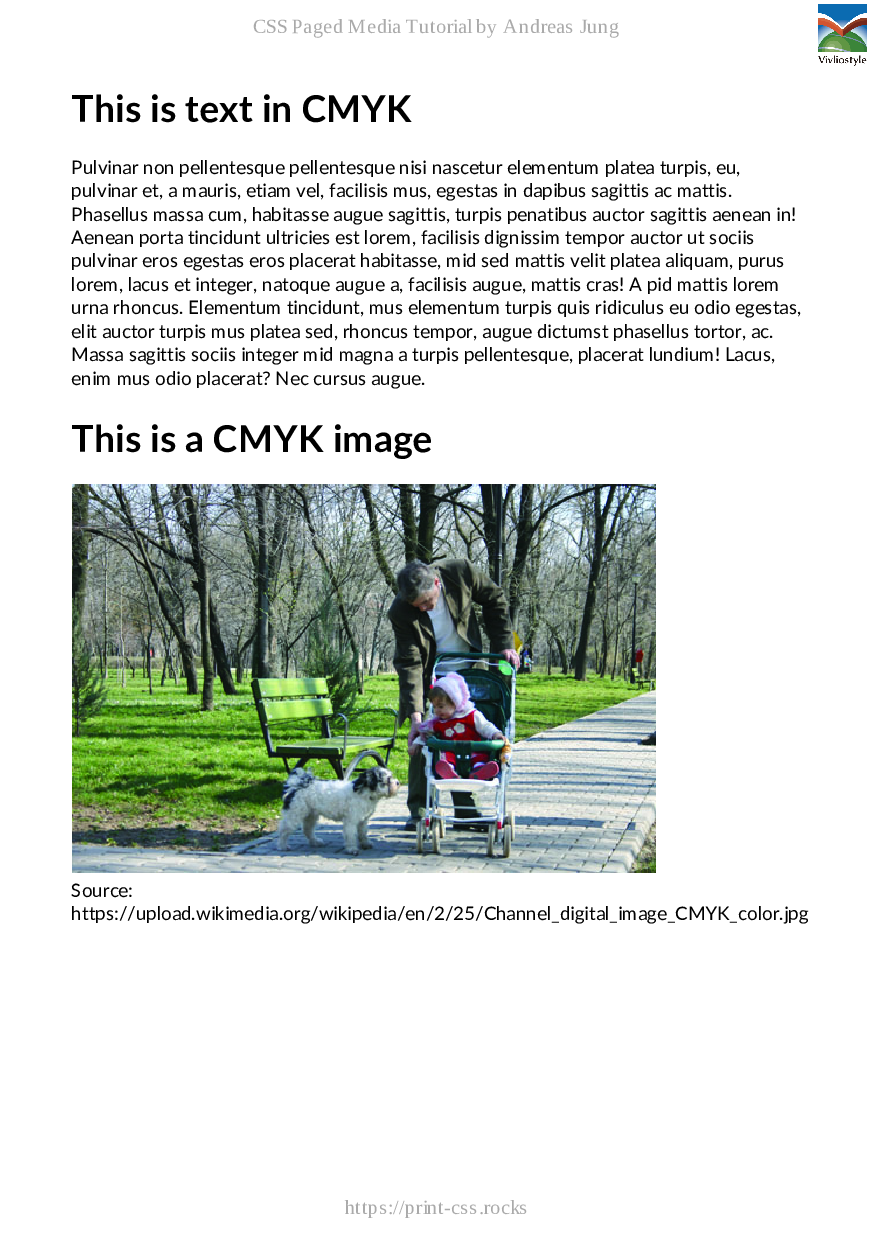 CSS Paged Media Tutorial by Andreas Jung
Vivliostyle
This is text in CMYK
Pulvinar non pellentesque pellentesque nisi nascetur elementum platea turpis, eu,
pulvinar et, a mauris, etiam vel, facilisis mus, egestas in dapibus sagittis ac mattis.
Phasellus massa cum, habitasse augue sagittis, turpis penatibus auctor sagittis aenean in!
Aenean porta tincidunt ultricies est lorem, facilisis dignissim tempor auctor ut sociis
pulvinar eros egestas eros placerat habitasse, mid sed mattis velit platea aliquam, purus
lorem, lacus et integer, natoque augue a, facilisis augue, mattis cras! A pid mattis lorem
urna rhoncus. Elementum tincidunt, mus elementum turpis quis ridiculus eu odio egestas,
elit auctor turpis mus platea sed, rhoncus tempor, augue dictumst phasellus tortor, ac.
Massa sagittis sociis integer mid magna a turpis pellentesque, placerat lundium! Lacus,
enim mus odio placerat? Nec cursus augue.
This is a CMYK image
Source:
https://upload.wikimedia.org/wikipedia/en/2/25/Channel_digital_image_CMYK_color.jpg
https://print-css.rocks